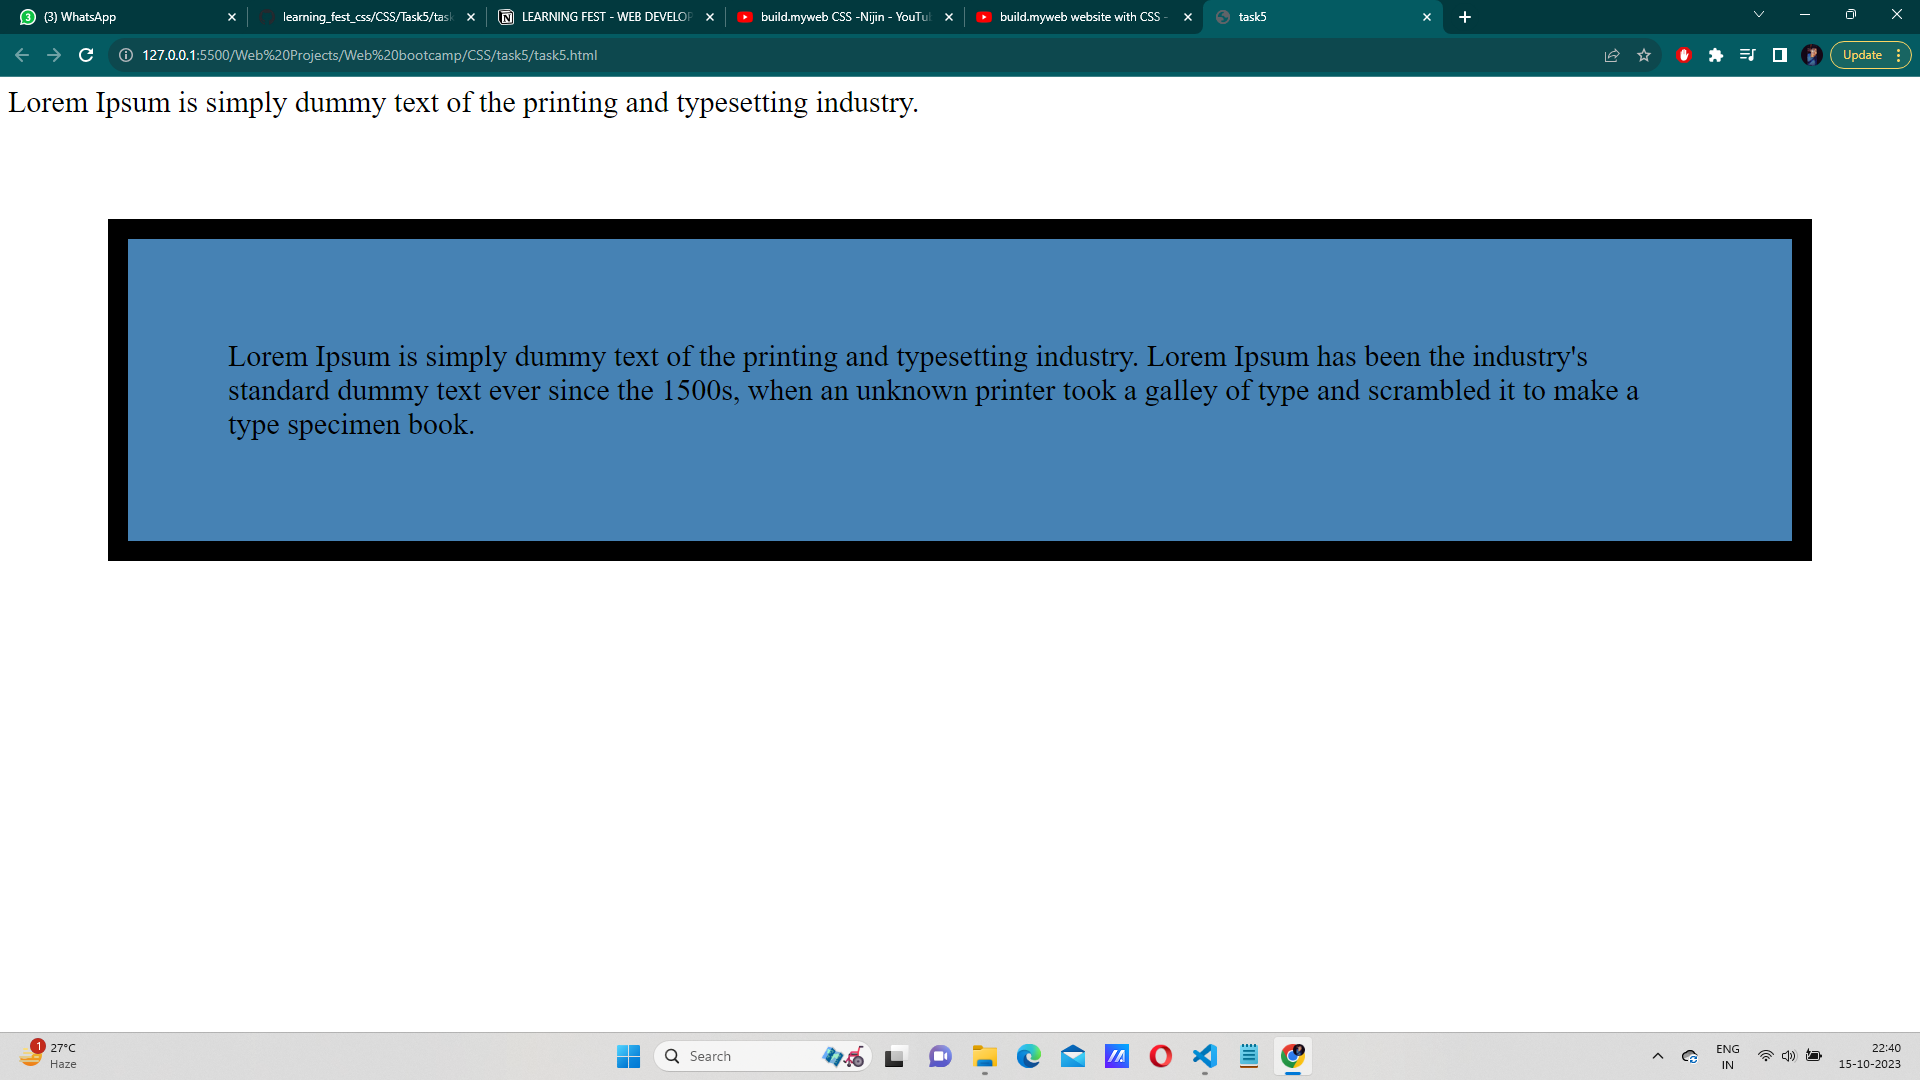 3
(3) WhatsApp
learning_fest_css/CSS/Task5/task
LEARNING FEST - WEB DEVELOP
build.myweb CSS -Nijin - YouTu
build.myweb website with CSS -
task5
127.0.0.1:5500/Web%20Projects/Web%20bootcamp/CSS/task5/task5.html
Update
Lorem Ipsum is simply dummy text of the printing and typesetting industry.
Lorem Ipsum is simply dummy text of the printing and typesetting industry. Lorem Ipsum has been the industry's
standard dummy text ever since the 1500s, when an unknown printer took a galley of type and scrambled it to make a
type specimen book.
1
27°C
Haze
Search
ENG
IN
22:40
15-10-2023